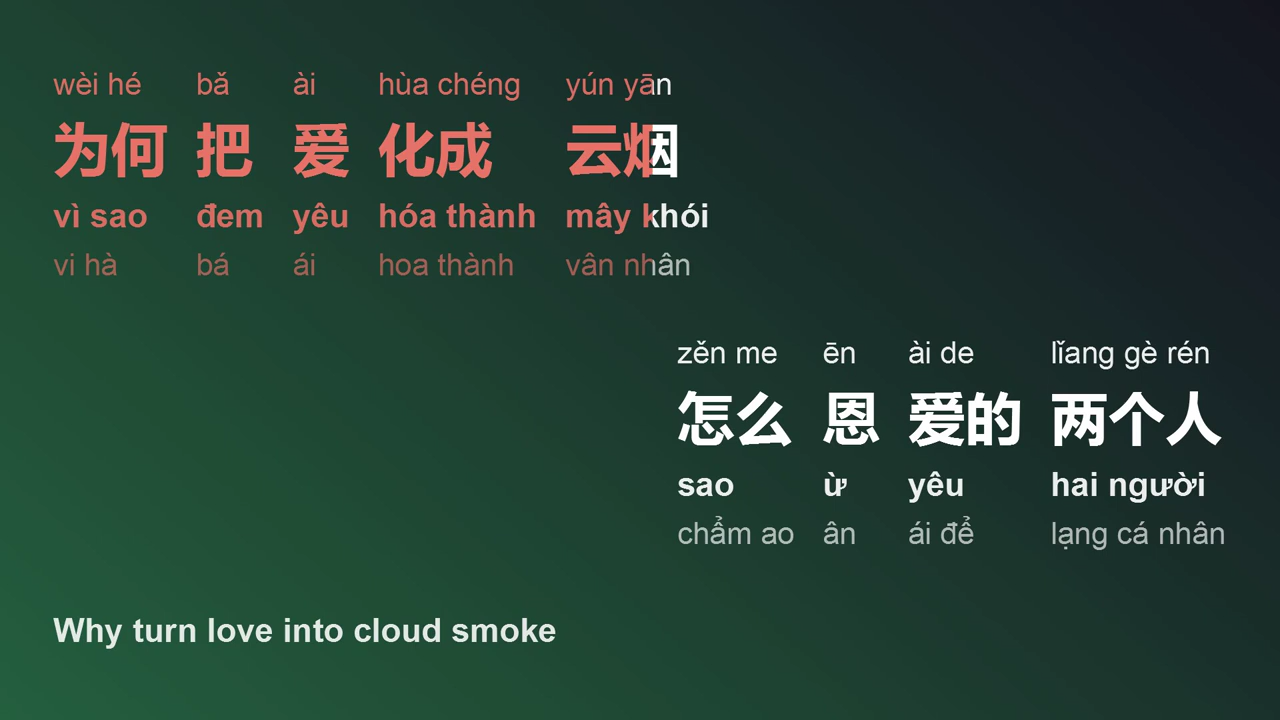 wèi hé bǎ ài hùa chéng yún yān
为何 把 爱 化成 云烟
vì sao đem yêu hóa thành mây khói
vi hà bá ái hoa thành vân nhân
zěn me ēn ài de lǐang gè rén
怎么 恩 爱的 两个人
sao ừ yêu hai người
chẩm ao ân ái để lạng cá nhân
Why turn love into cloud smoke